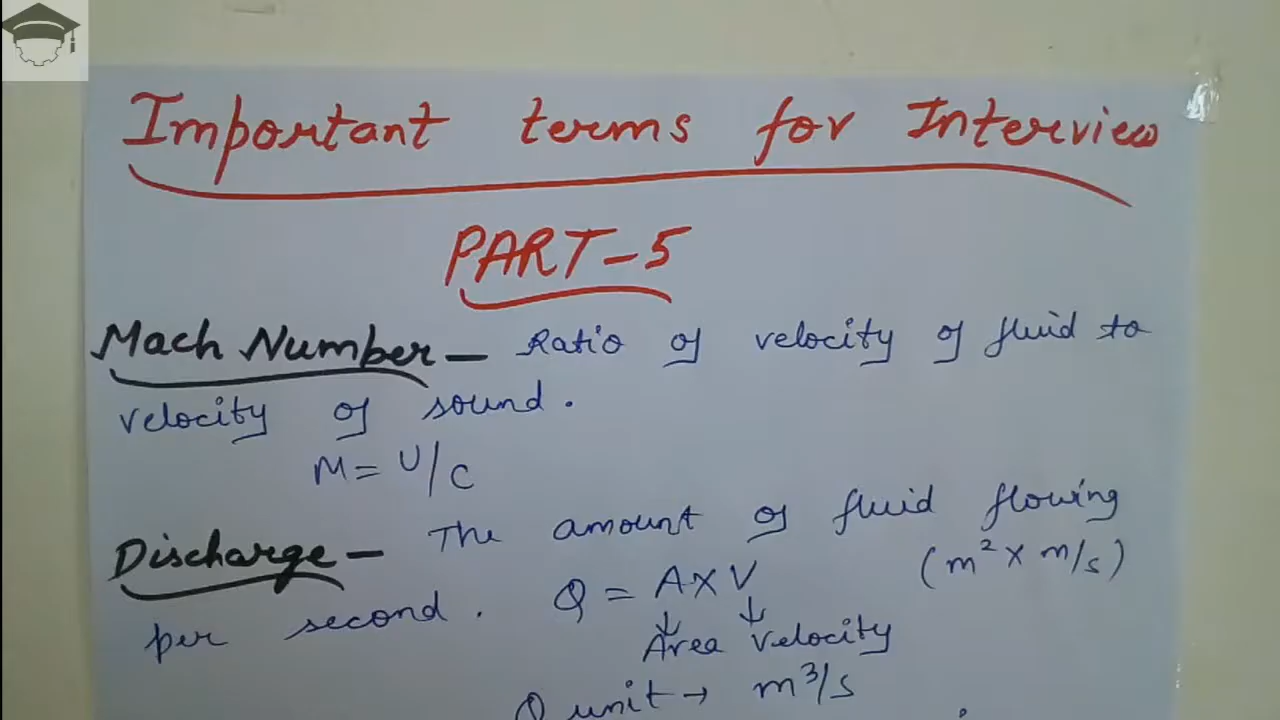 Important terms for Interview
PART-5
Mach Number - Ratio of velocity of fluid to
velocity of sound.
M = U/C
Discharge - The amount of fluid flowing
per second. Q = A X V (m² X m/s)
↓ ↓
Area velocity
Q unit → m³/s